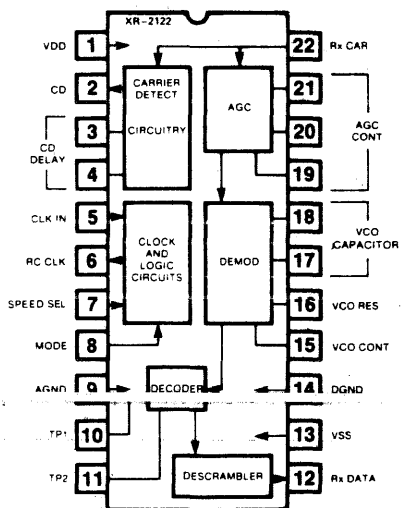 XR-2122
VDD 1
22 Rx CAR
CD 2
CARRIER DETECT CIRCUITRY
AGC
21
CD DELAY
3
20
AGC CONT
4
19
CLK IN 5
CLOCK AND LOGIC CIRCUITS
DEMOD
18
VCO CAPACITOR
RC CLK 6
17
SPEED SEL 7
16 VCO RES
MODE 8
15 VCO CONT
AGND 9
DECODER
14 DGND
TP1 10
13 VSS
TP2 11
DESCRAMBLER
12 Rx DATA